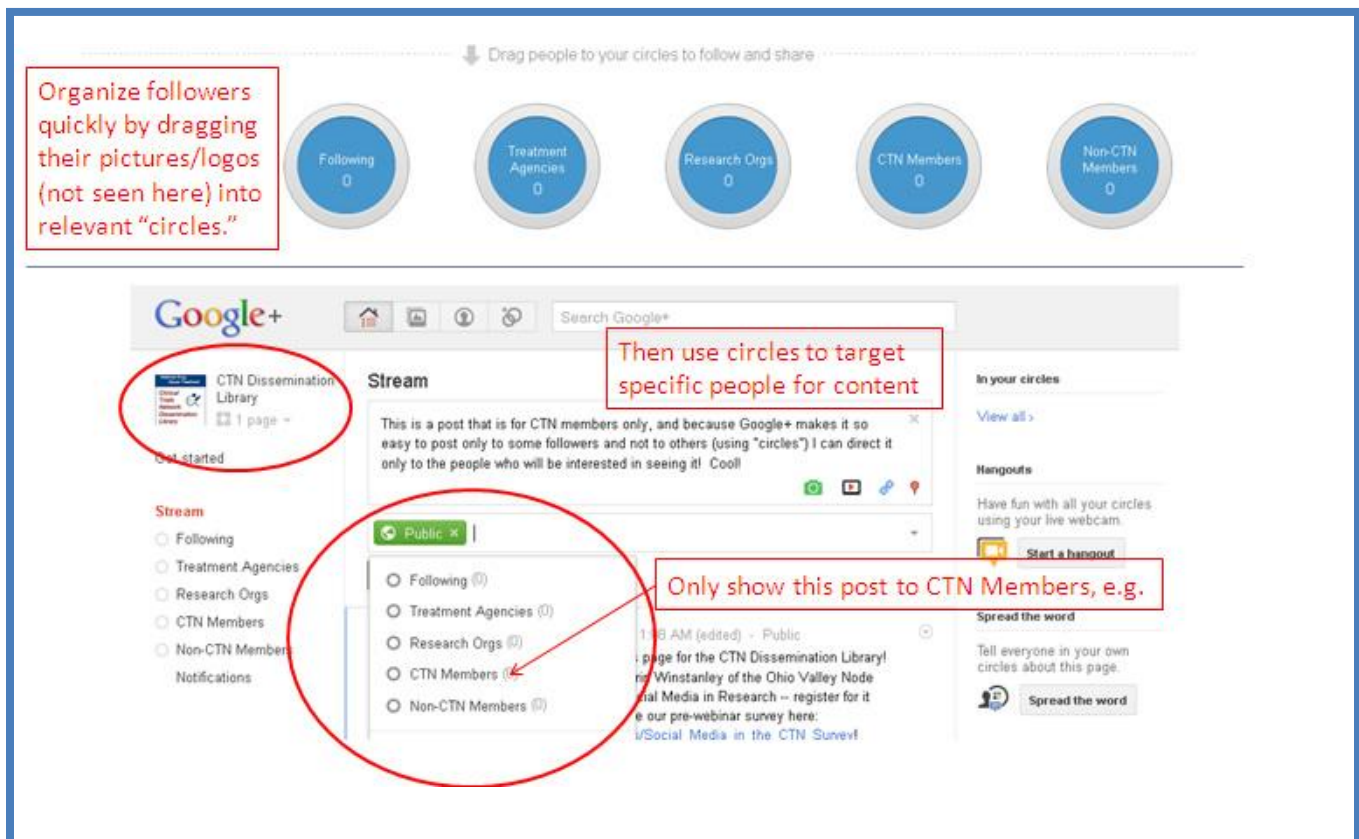 Drag people to your circles to follow and share
Organize followers
quickly by dragging
their pictures/logos
(not seen here) into
relevant “circles.”
Following
0
Treatment
Agencies
0
Research Orgs
0
CTN Members
0
Non-CTN
Members
0
Google+
Search Google+
Then use circles to target
specific people for content
CTN Dissemination
Library
1 page
Get started
Stream
Following
Treatment Agencies
Research Orgs
CTN Members
Non-CTN Members
Notifications
Stream
This is a post that is for CTN members only, and because Google+ makes it so
easy to post only to some followers and not to others (using "circles") I can direct it
only to the people who will be interested in seeing it! Cool!
Public ×
Following (0)
Treatment Agencies (0)
Research Orgs (0)
CTN Members
Non-CTN Members (0)
Only show this post to CTN Members, e.g.
AM (edited) - Public
page for the CTN Dissemination Library!
Winstanley of the Ohio Valley Node
Media in Research -- register for it
our pre-webinar survey here:
/Social Media in the CTN Survey!
In your circles
View all ›
Hangouts
Have fun with all your circles
using your live webcam.
Start a hangout
Spread the word
Tell everyone in your own
circles about this page.
Spread the word